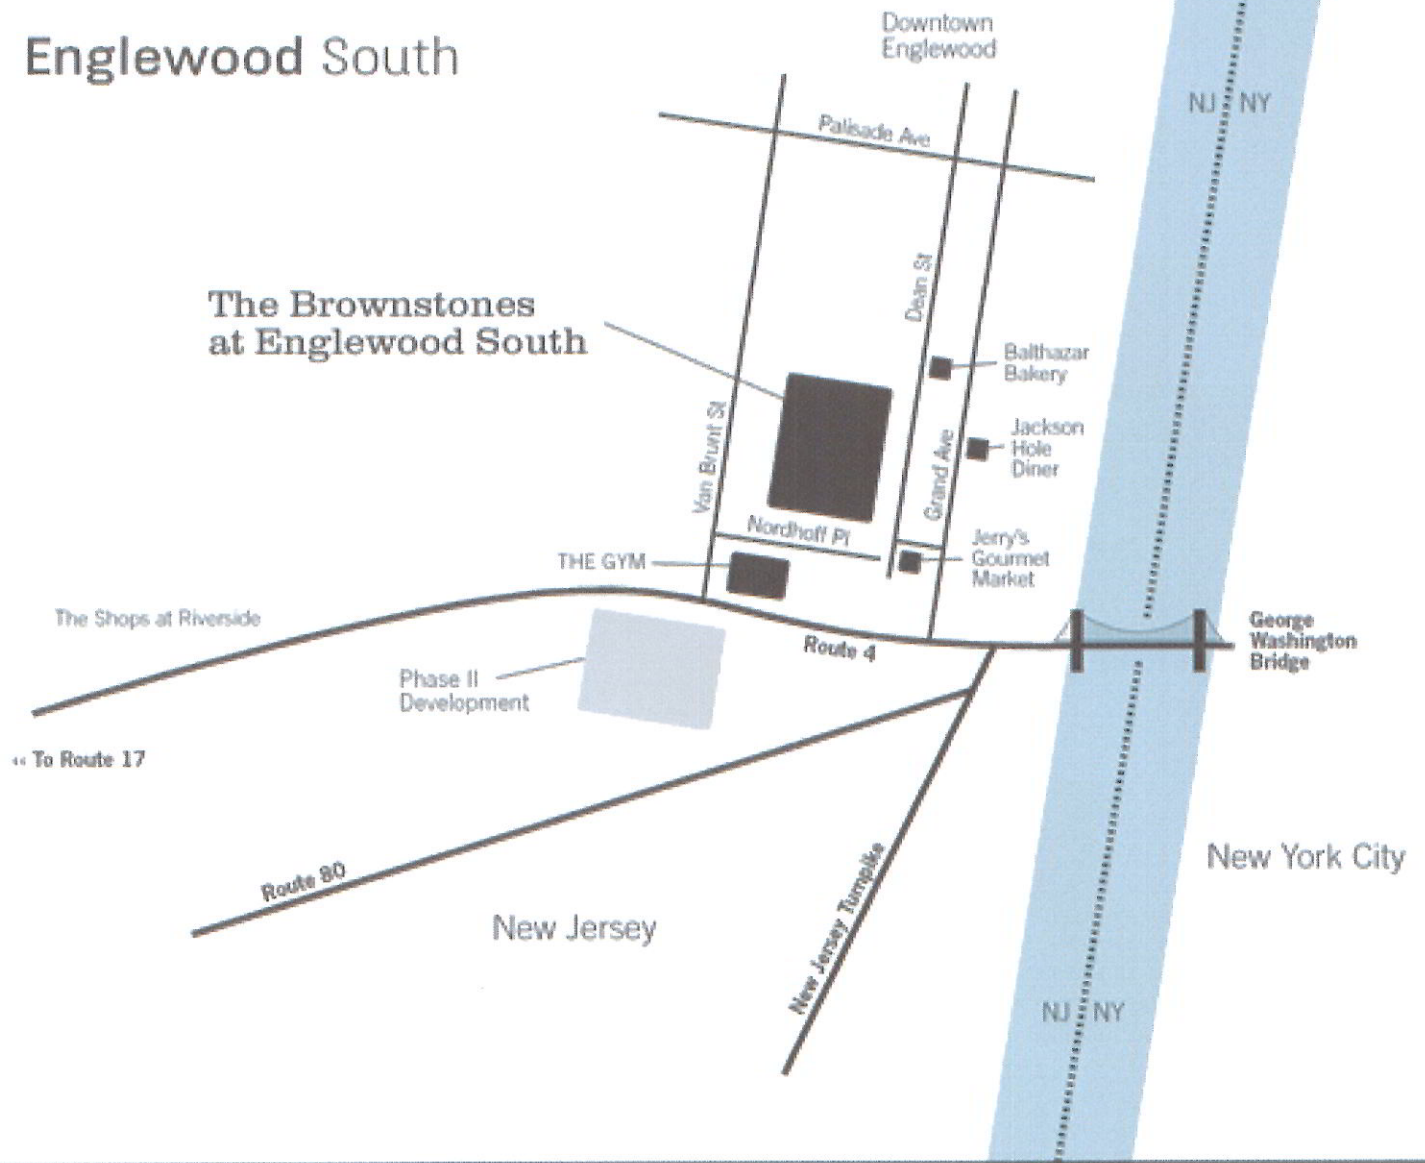 Englewood South
Downtown
Englewood
NJ NY
Palisade Ave
Dean St
The Brownstones
at Englewood South
Balthazar
Bakery
Van Brunt St
Grand Ave
Jackson
Hole
Diner
Nordhoff Pl
Jerry's
Gourmet
Market
THE GYM
The Shops at Riverside
Route 4
George
Washington
Bridge
Phase II
Development
◂◂ To Route 17
Route 80
New Jersey Turnpike
New York City
New Jersey
NJ NY